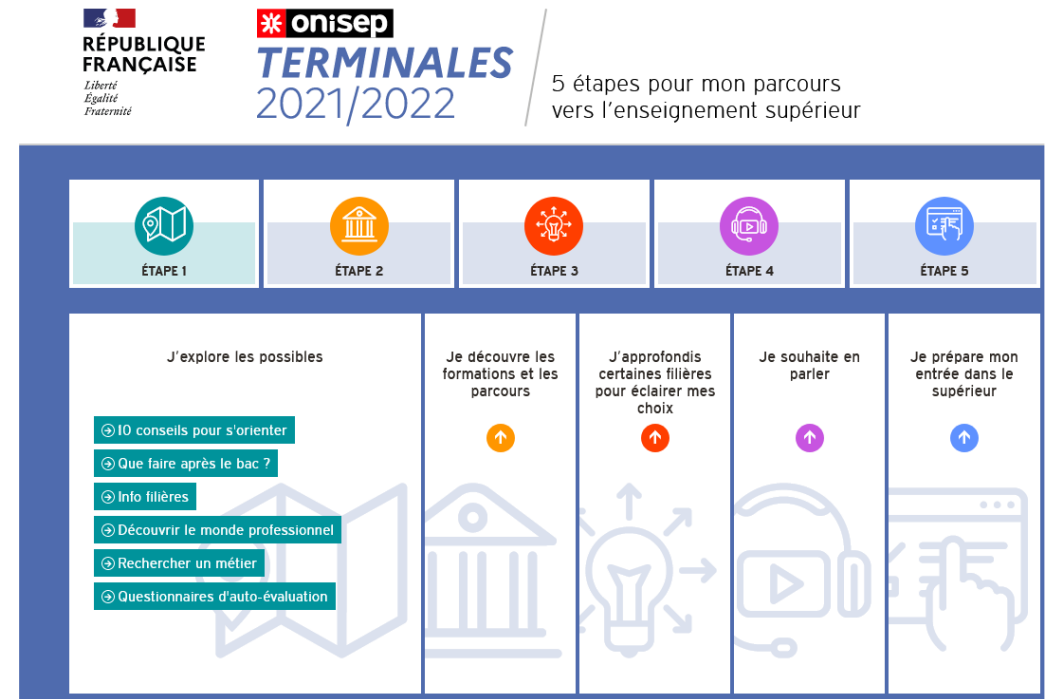 RÉPUBLIQUE
FRANÇAISE
Liberté
Égalité
Fraternité
onisep
TERMINALES
2021/2022
5 étapes pour mon parcours
vers l'enseignement supérieur
ÉTAPE 1
ÉTAPE 2
ÉTAPE 3
ÉTAPE 4
ÉTAPE 5
J'explore les possibles
10 conseils pour s'orienter
Que faire après le bac ?
Info filières
Découvrir le monde professionnel
Rechercher un métier
Questionnaires d'auto-évaluation
Je découvre les
formations et les
parcours
J'approfondis
certaines filières
pour éclairer mes
choix
Je souhaite en
parler
Je prépare mon
entrée dans le
supérieur